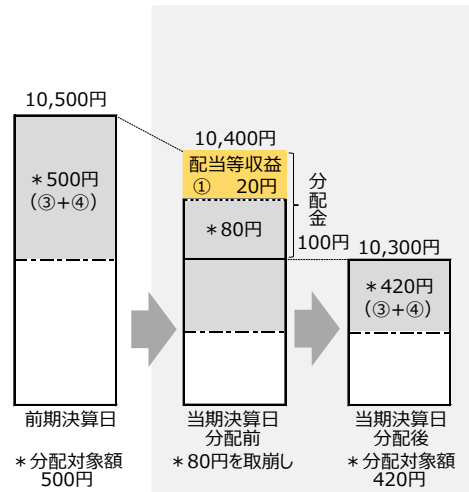 10,500円
＊500円
（③+④）
前期決算日
＊分配対象額
500円
10,400円
配当等収益
① 20円
＊80円
分配金
100円
当期決算日
分配前
＊80円を取崩し
10,300円
＊420円
（③+④）
当期決算日
分配後
＊分配対象額
420円